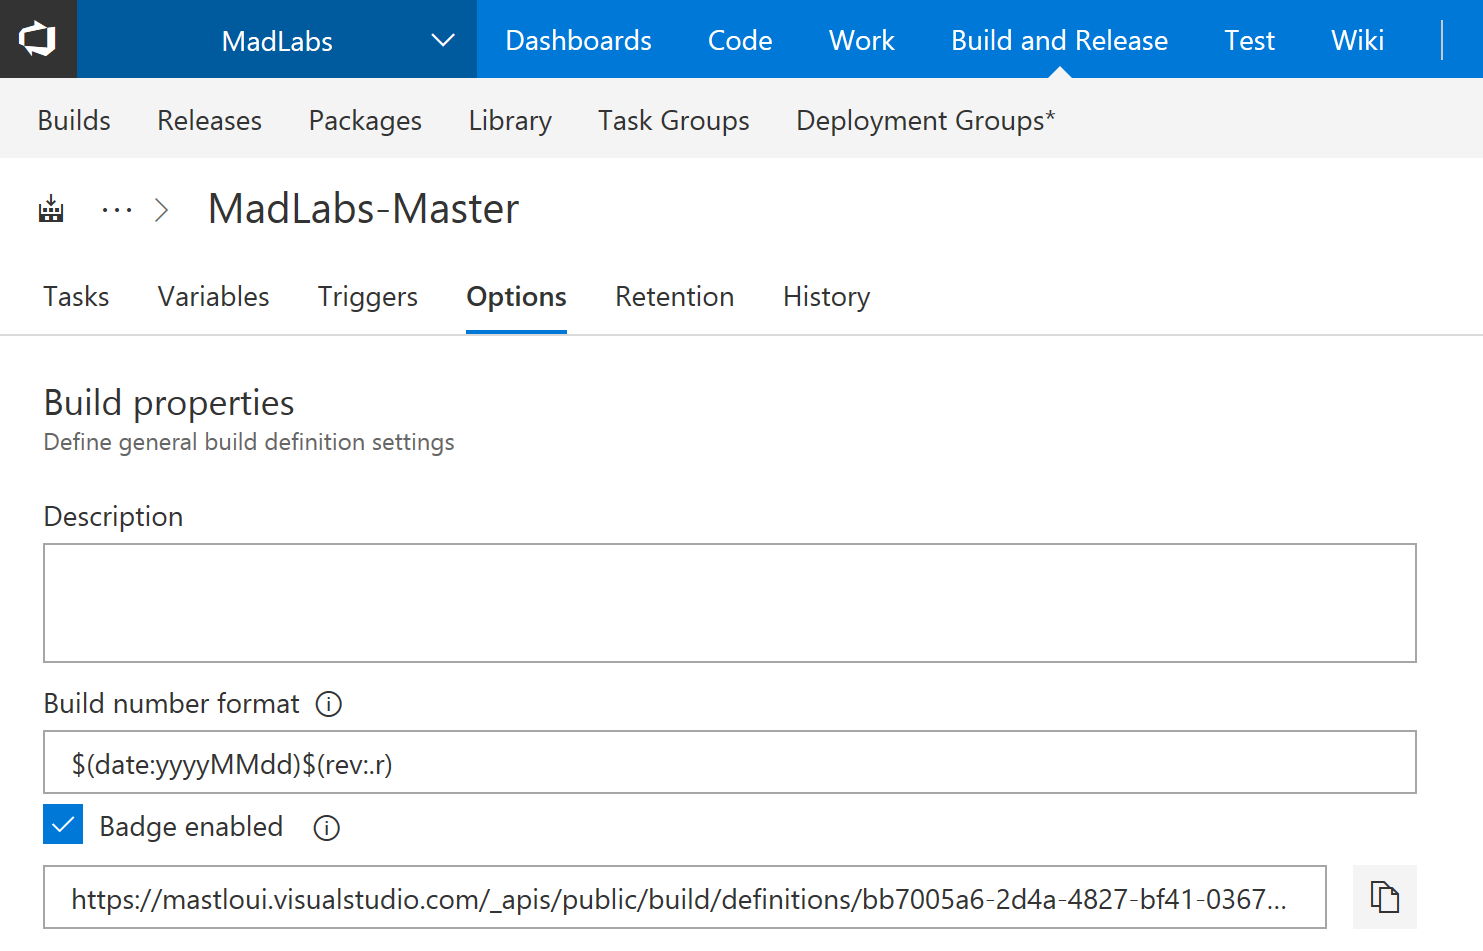 MadLabs Dashboards Code Work Build and Release Test Wiki
Builds Releases Packages Library Task Groups Deployment Groups*
... MadLabs-Master
Tasks Variables Triggers Options Retention History
Build properties
Define general build definition settings
Description
Build number format
$(date:yyyyMMdd)$(rev:.r)
Badge enabled
https://mastloui.visualstudio.com/_apis/public/build/definitions/bb7005a6-2d4a-4827-bf41-0367...